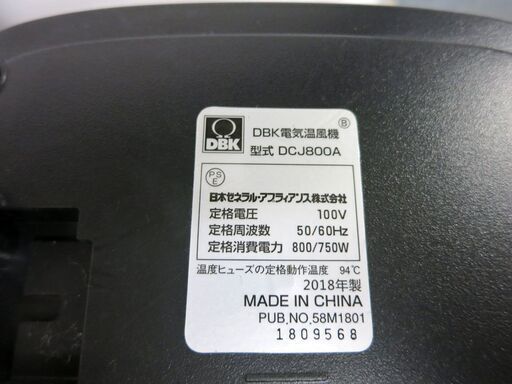 DBK
DBK電気温風機 Ⓑ
型式 DCJ800A
PS
E
日本ゼネラル・アプライアンス株式会社
定格電圧 100V
定格周波数 50/60Hz
定格消費電力 800/750W
温度ヒューズの定格動作温度 94℃
2018年製
MADE IN CHINA
PUB,NO,58M1801
1809568